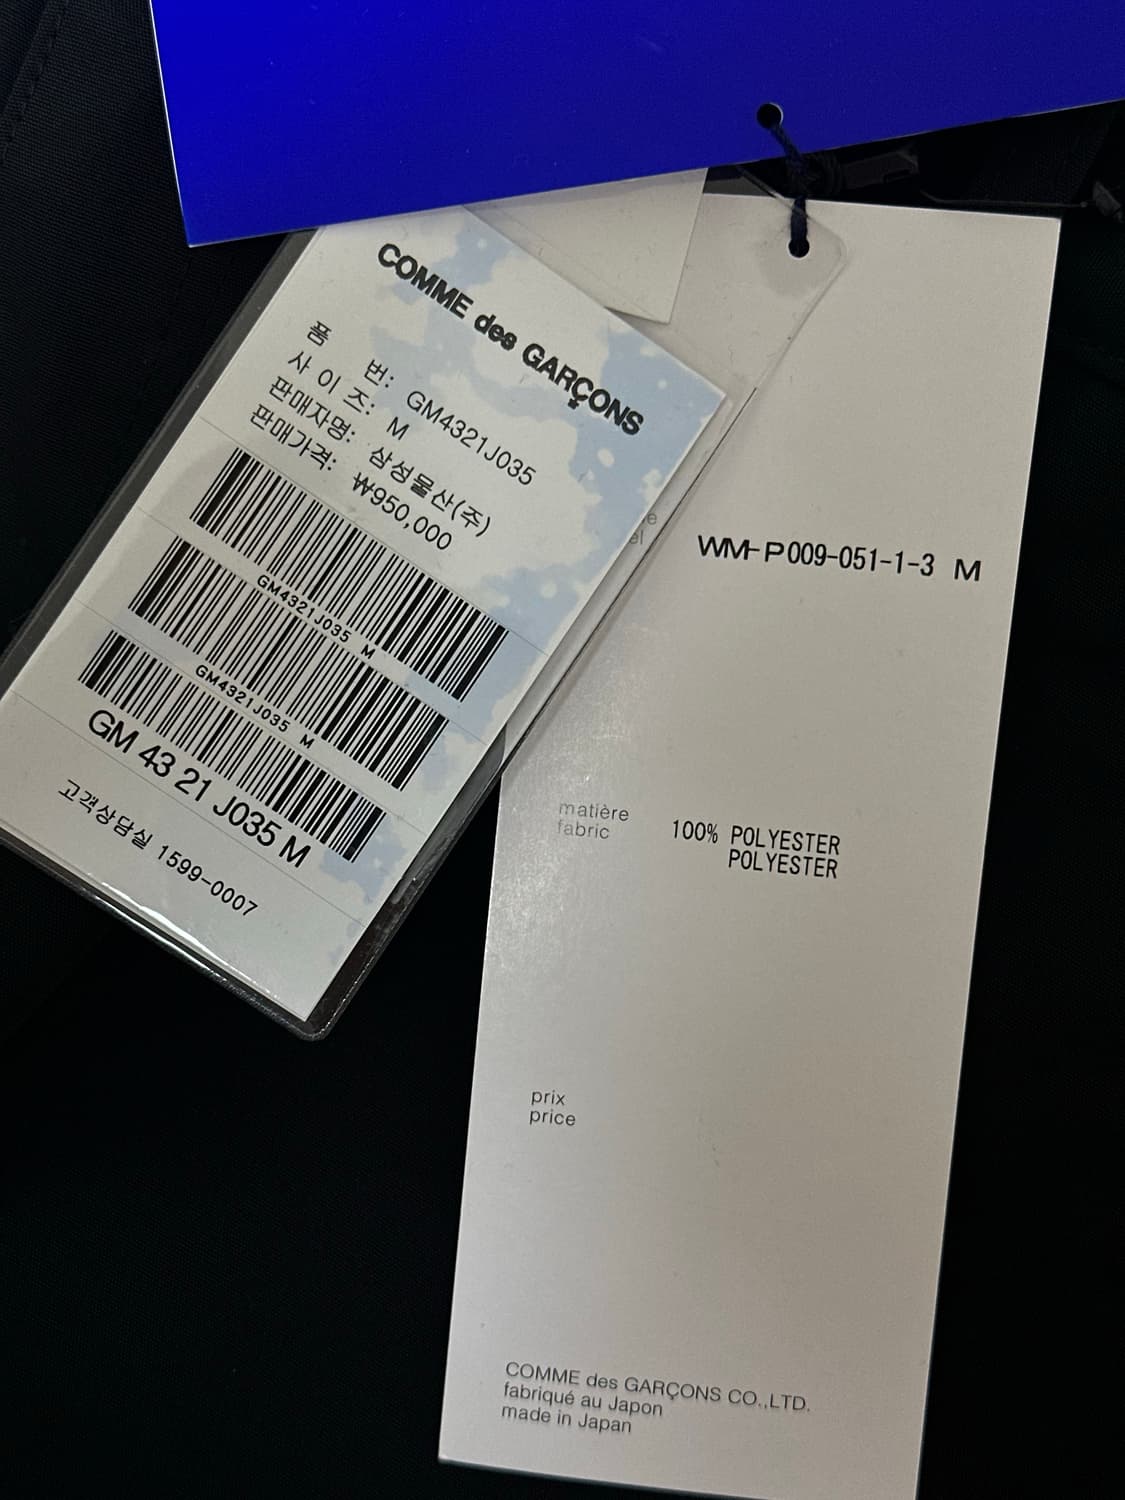 COMME des GARÇONS
품 번: GM4321J035
사 이 즈: M
판매자명: 삼성물산(주)
판매가격: ₩950,000
GM4321J035 M
GM4321J035 M
GM 43 21 J035 M
고객상담실 1599-0007
WM-P009-051-1-3 M
matière
fabric
100% POLYESTER
POLYESTER
prix
price
COMME des GARÇONS CO.,LTD.
fabriqué au Japon
made in Japan